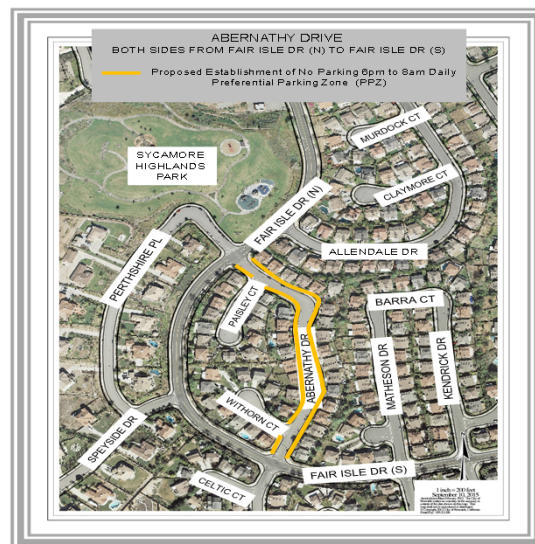 ABERNATHY DRIVE
BOTH SIDES FROM FAIR ISLE DR (N) TO FAIR ISLE DR (S)
Proposed Establishment of No Parking 6pm to 8am Daily
Preferential Parking Zone (PPZ)
MURDOCK CT
SYCAMORE
HIGHLANDS
PARK
CLAYMORE CT
FAIR ISLE DR (N)
ALLENDALE DR
PERTHSHIRE PL
PAISLEY CT
BARRA CT
ABERNATHY DR
MATHESON DR
KENDRICK DR
WITHORN CT
SPEYSIDE DR
FAIR ISLE DR (S)
CELTIC CT
1 inch = 200 feet
September 10, 2015